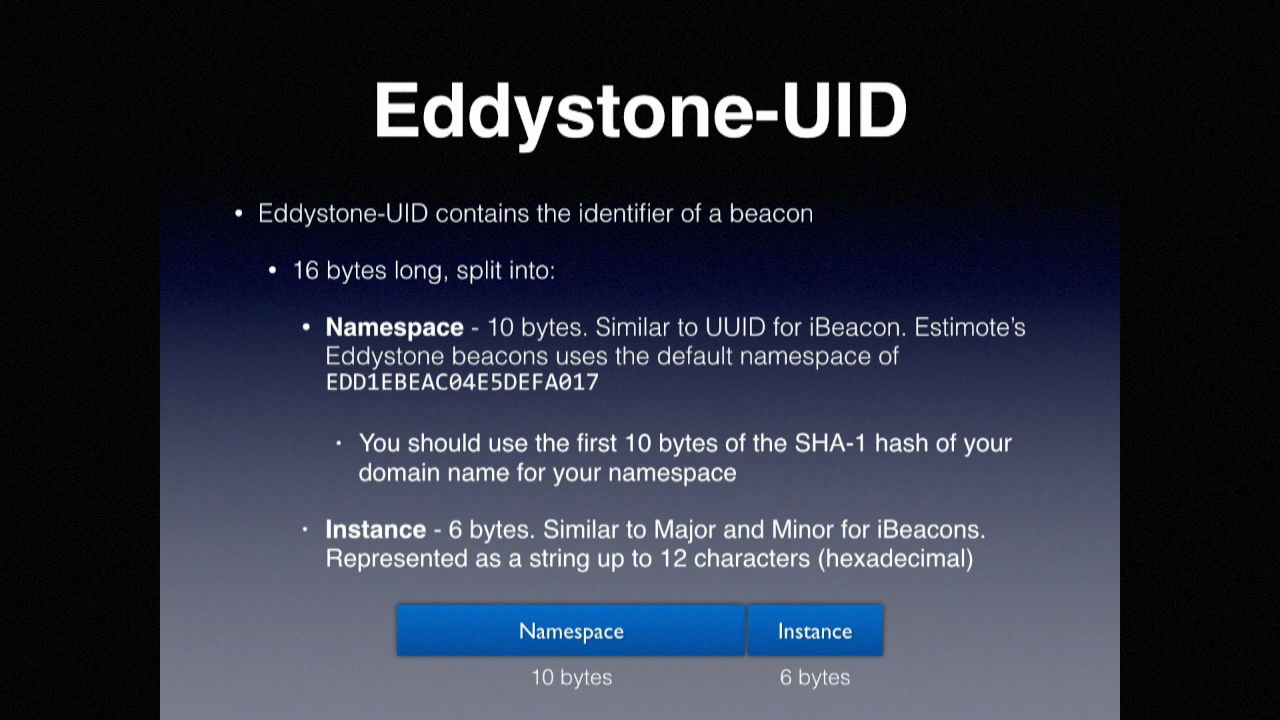 Eddystone-UID
• Eddystone-UID contains the identifier of a beacon
• 16 bytes long, split into:
• Namespace - 10 bytes. Similar to UUID for iBeacon. Estimote’s
Eddystone beacons uses the default namespace of
EDD1EBEAC04E5DEFA017
• You should use the first 10 bytes of the SHA-1 hash of your
domain name for your namespace
• Instance - 6 bytes. Similar to Major and Minor for iBeacons.
Represented as a string up to 12 characters (hexadecimal)
Namespace Instance
10 bytes 6 bytes